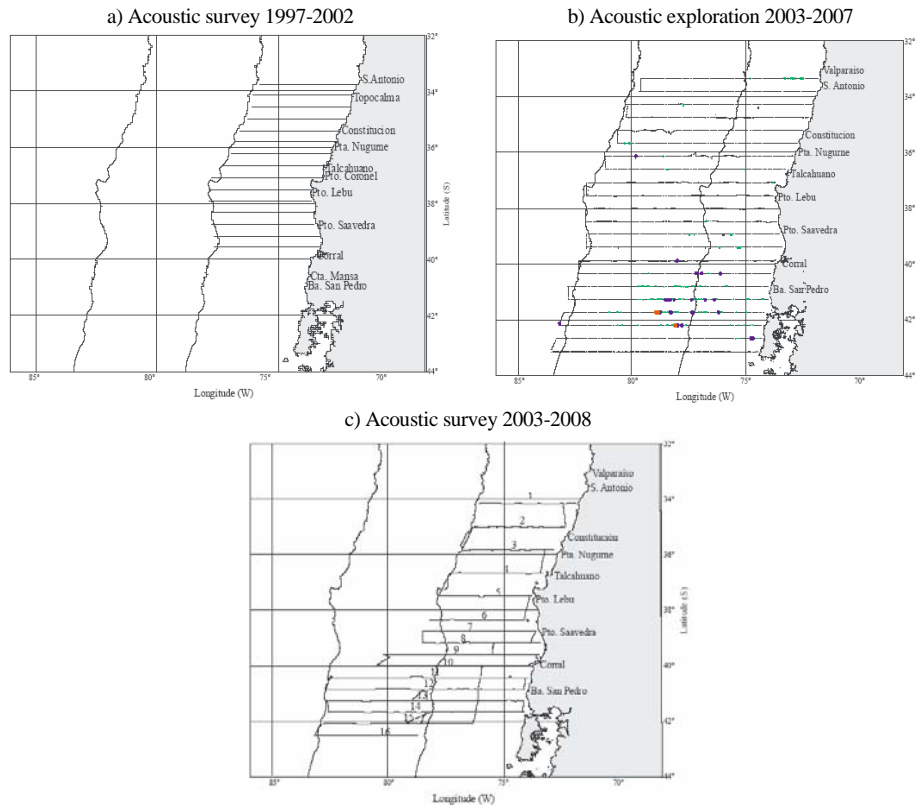 a) Acoustic survey 1997-2002
32°
34°
36°
38°
40°
42°
44°
S.Antonio
Topocalma
Constitucion
Pta. Nugume
Talcahuano
Pto. Coronel
Pto. Lebu
Pto. Saavedra
Corral
Cta. Mansa
Ba. San Pedro
Latitude (S)
85°
80°
75°
70°
Longitude (W)
b) Acoustic exploration 2003-2007
32°
34°
36°
38°
40°
42°
44°
Valparaiso
S. Antonio
Constitucion
Pta. Nugurne
Talcahuano
Pto. Lebu
Pto. Saavedra
Corral
Ba. San Pedro
85°
80°
75°
70°
Longitude (W)
c) Acoustic survey 2003-2008
32°
34°
36°
38°
40°
42°
44°
Valparaiso
S. Antonio
Constitución
Pta. Nugurne
Talcahuano
Pto. Lebu
Pto. Saavedra
Corral
Ba. San Pedro
1
2
3
4
5
6
7
8
9
10
11
12
13
14
15
16
Latitude (S)
85°
80°
75°
70°
Longitude (W)